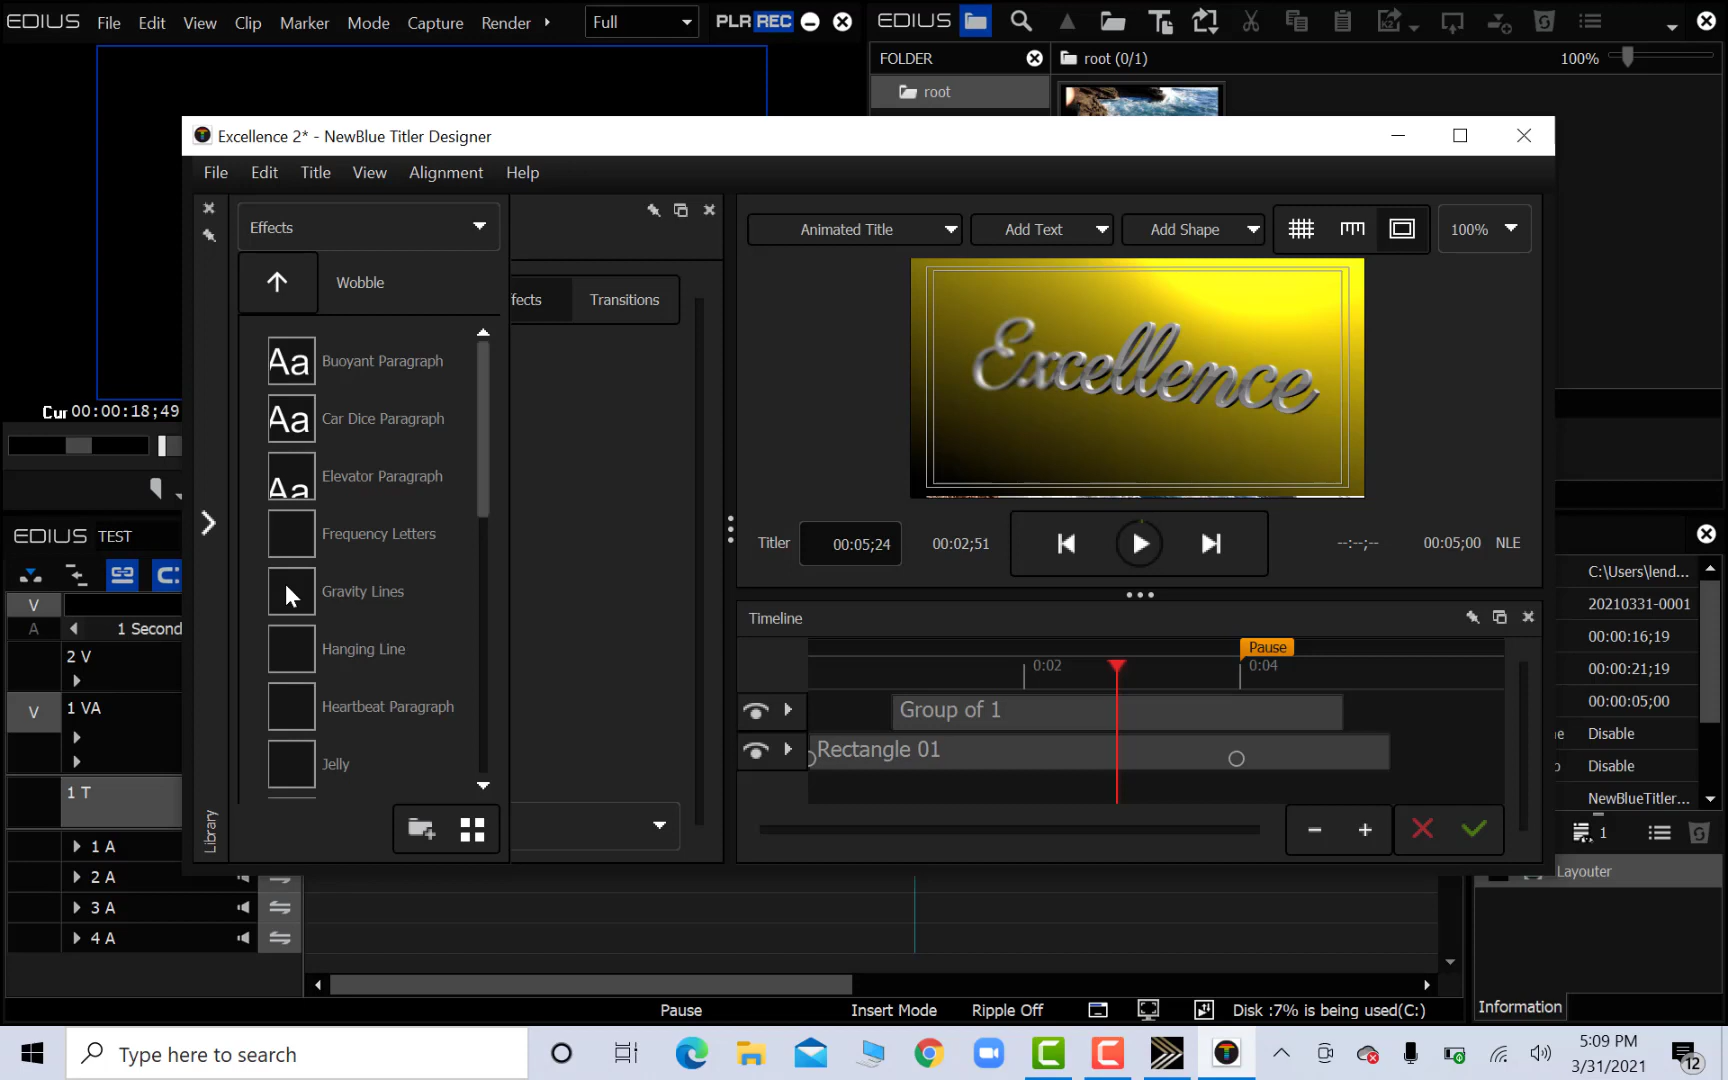 EDIUS File Edit View Clip Marker Mode Capture Render Full PLR REC
EDIUS
FOLDER root (0/1) 100%
root
Excellence 2* - NewBlue Titler Designer
File Edit Title View Alignment Help
Effects
Wobble
Transitions
Animated Title Add Text Add Shape 100%
Excellence
Buoyant Paragraph
Aa
Car Dice Paragraph
Aa
Elevator Paragraph
Aa
Frequency Letters
Gravity Lines
Hanging Line
Heartbeat Paragraph
Jelly
Library
Cur 00:00:18;49
Titler 00:05;24 00:02;51 --:--;-- 00:05;00 NLE
Timeline
Pause
0:02 0:04
Group of 1
Rectangle 01
EDIUS TEST
V
A 1 Second
2 V
V 1 VA
1 T
1 A
2 A
3 A
4 A
C:\Users\lend...
20210331-0001
00:00:16;19
00:00:21;19
00:00:05;00
Disable
Disable
NewBlueTitler...
1
Layouter
Information
Pause Insert Mode Ripple Off Disk :7% is being used(C:)
Type here to search
5:09 PM
3/31/2021
12